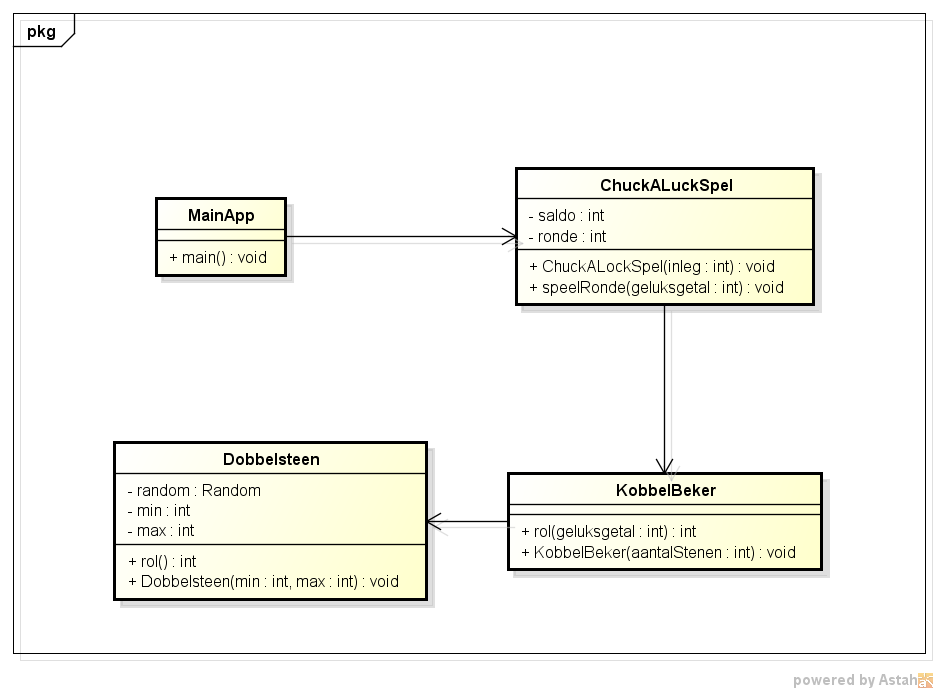 pkg
MainApp
+ main() : void
ChuckALuckSpel
- saldo : int
- ronde : int
+ ChuckALockSpel(inleg : int) : void
+ speelRonde(geluksgetal : int) : void
Dobbelsteen
- random : Random
- min : int
- max : int
+ rol() : int
+ Dobbelsteen(min : int, max : int) : void
KobbelBeker
+ rol(geluksgetal : int) : int
+ KobbelBeker(aantalStenen : int) : void
powered by Astah